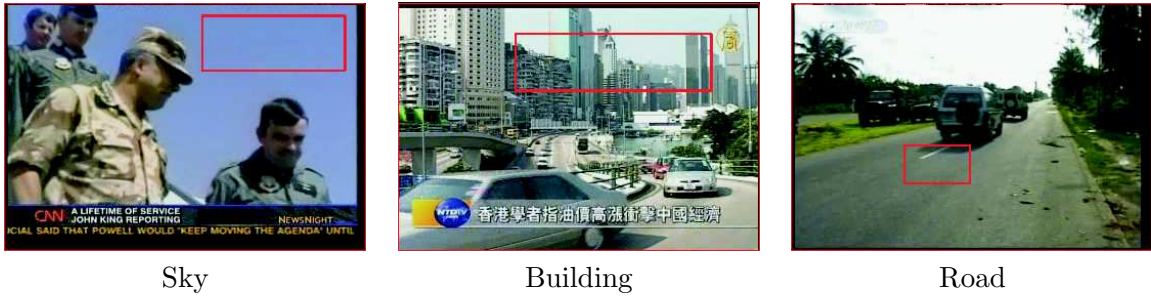 CNN
A LIFETIME OF SERVICE
JOHN KING REPORTING
NEWSNIGHT
ICIAL SAID THAT POWELL WOULD "KEEP MOVING THE AGENDA" UNTIL
NTDTV
香港學者指油價高漲衝擊中國經濟
Sky
Building
Road